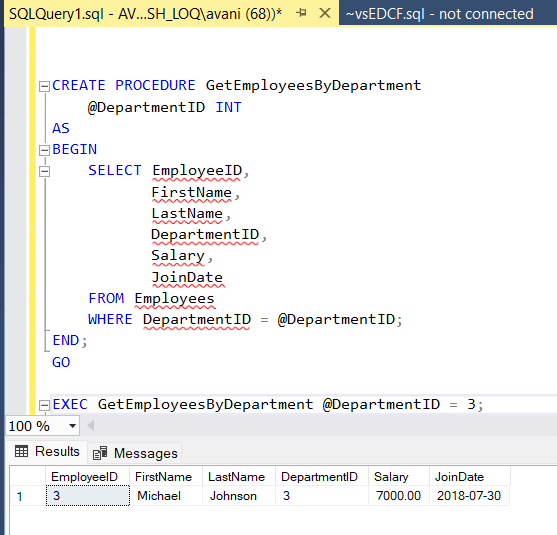 SQLQuery1.sql - AV...SH_LOQ\avani (68))* ~vsEDCF.sql - not connected
CREATE PROCEDURE GetEmployeesByDepartment
@DepartmentID INT
AS
BEGIN
SELECT EmployeeID,
FirstName,
LastName,
DepartmentID,
Salary,
JoinDate
FROM Employees
WHERE DepartmentID = @DepartmentID;
END;
GO
EXEC GetEmployeesByDepartment @DepartmentID = 3;
100 %
Results Messages
EmployeeID FirstName LastName DepartmentID Salary JoinDate
1 3 Michael Johnson 3 7000.00 2018-07-30